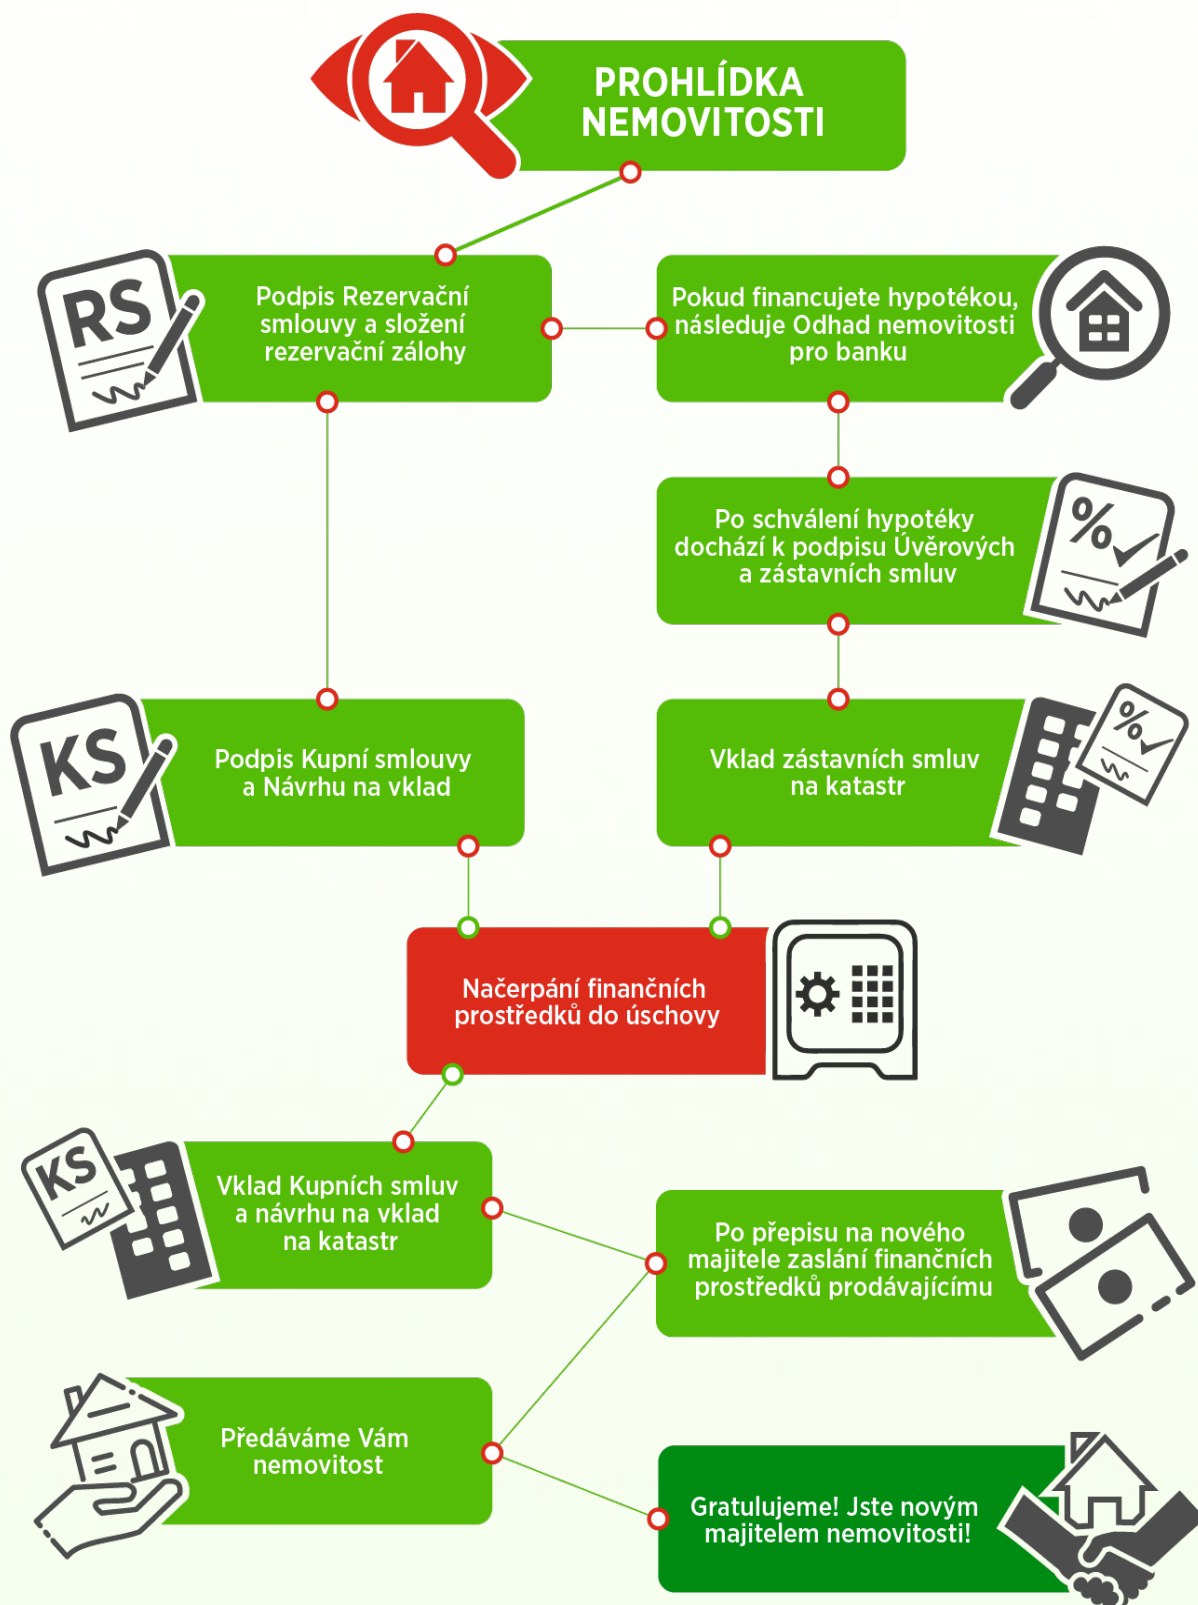 PROHLÍDKA
NEMOVITOSTI
RS
Podpis Rezervační
smlouvy a složení
rezervační zálohy
Pokud financujete hypotékou,
následuje Odhad nemovitosti
pro banku
Po schválení hypotéky
dochází k podpisu Úvěrových
a zástavních smluv
%
KS
Podpis Kupní smlouvy
a Návrhu na vklad
Vklad zástavních smluv
na katastr
%
Načerpání finančních
prostředků do úschovy
KS
Vklad Kupních smluv
a návrhu na vklad
na katastr
Po přepisu na nového
majitele zaslání finančních
prostředků prodávajícímu
Předáváme Vám
nemovitost
Gratulujeme! Jste novým
majitelem nemovitosti!